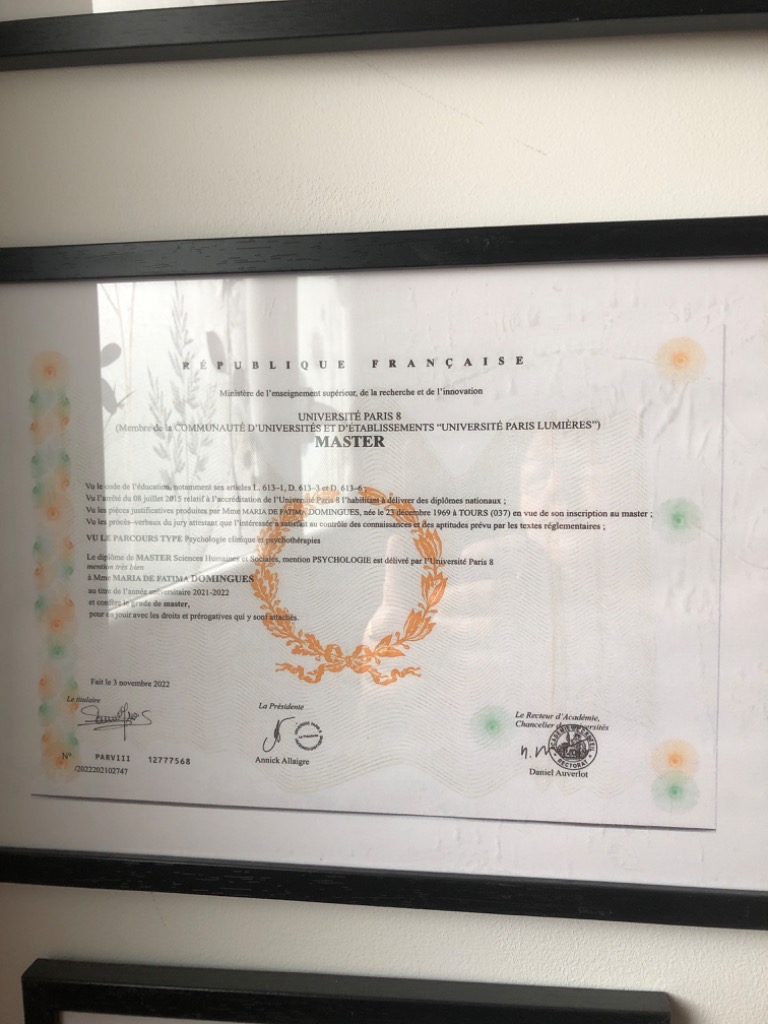 RÉPUBLIQUE FRANÇAISE
Ministère de l'enseignement supérieur, de la recherche et de l'innovation
UNIVERSITÉ PARIS 8
(Membre de la COMMUNAUTÉ D'UNIVERSITÉS ET D'ÉTABLISSEMENTS "UNIVERSITÉ PARIS LUMIÈRES")
MASTER
Vu le code de l'éducation, notamment ses articles L. 613-1, D. 613-3 et D. 613-6 ;
Vu l'arrêté du 08 juillet 2015 relatif à l'accréditation de l'Université Paris 8 l'habilitant à délivrer des diplômes nationaux ;
Vu les pièces justificatives produites par Mme MARIA DE FATIMA DOMINGUES, née le 23 décembre 1969 à TOURS (037) en vue de son inscription au master ;
Vu les procès-verbaux du jury attestant que l'intéressée a satisfait au contrôle des connaissances et des aptitudes prévu par les textes réglementaires ;
VU LE PARCOURS TYPE Psychologie clinique et psychothérapies
Le diplôme de MASTER Sciences Humaines et Sociales, mention PSYCHOLOGIE est délivré par l'Université Paris 8
mention très bien
à Mme MARIA DE FATIMA DOMINGUES
au titre de l'année universitaire 2021-2022
et confère le grade de master,
pour en jouir avec les droits et prérogatives qui y sont attachés.
Fait le 3 novembre 2022
Le titulaire
La Présidente
Le Recteur d'Académie,
Chancelier des universités
N° PARVIII 12777568
/2022202102747
Annick Allaigre
RECTORAT
Daniel Auverlot